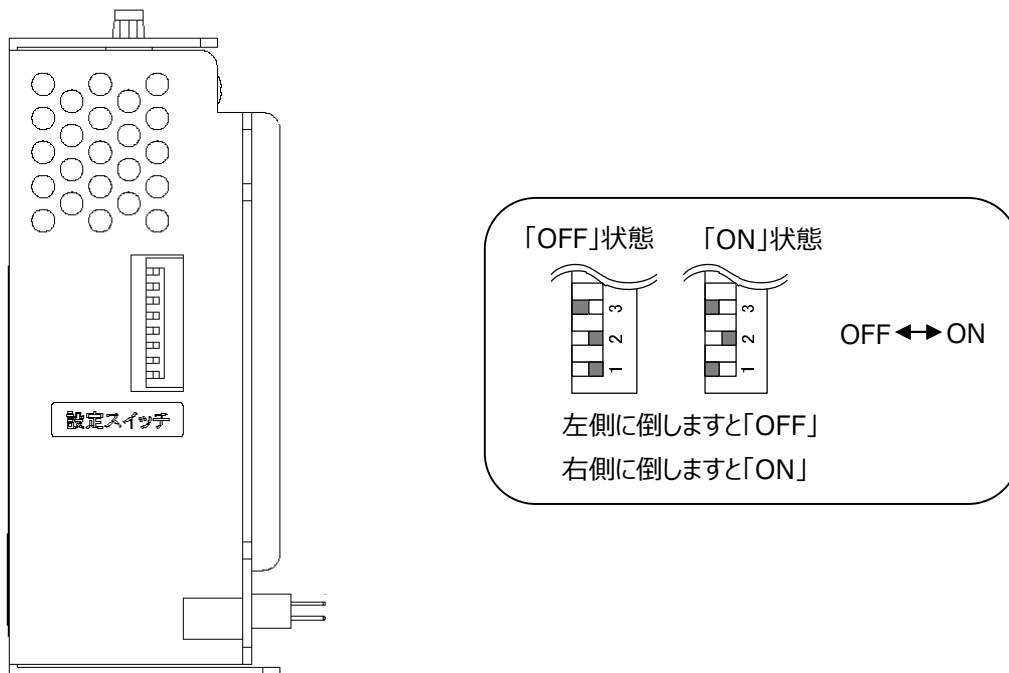 設定スイッチ
「OFF」状態 「ON」状態
3 3
2 2
1 1
OFF ↔ ON
左側に倒しますと「OFF」
右側に倒しますと「ON」